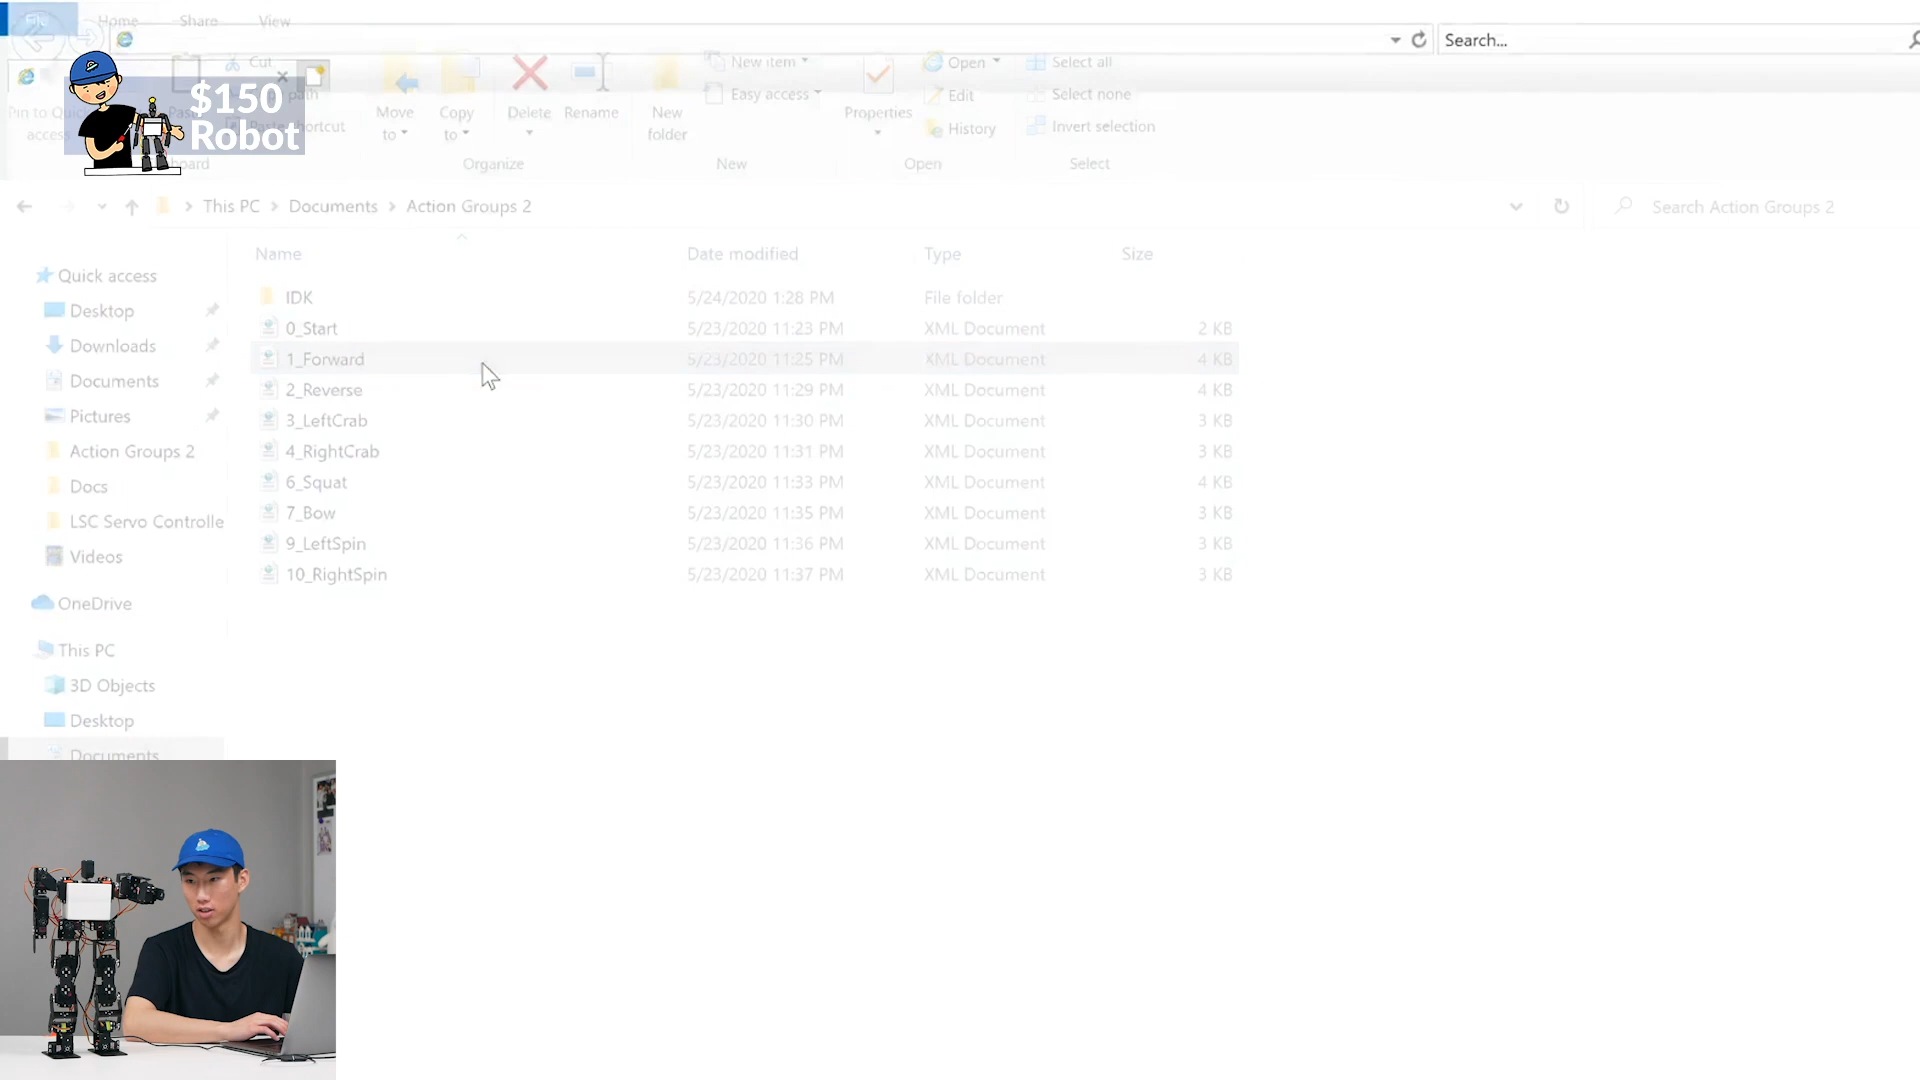 File Home Share View
Search...
Cut
New item
Open
Select all
path
Easy access
Edit
Select none
Pin to Quick access
Move to
Copy to
Delete
Rename
New folder
Properties
History
Invert selection
$150
Robot
Organize
New
Open
Select
This PC > Documents > Action Groups 2
Search Action Groups 2
Name Date modified Type Size
IDK 5/24/2020 1:28 PM File folder
0_Start 5/23/2020 11:23 PM XML Document 2 KB
1_Forward 5/23/2020 11:25 PM XML Document 4 KB
2_Reverse 5/23/2020 11:29 PM XML Document 4 KB
3_LeftCrab 5/23/2020 11:30 PM XML Document 3 KB
4_RightCrab 5/23/2020 11:31 PM XML Document 3 KB
6_Squat 5/23/2020 11:33 PM XML Document 4 KB
7_Bow 5/23/2020 11:35 PM XML Document 3 KB
9_LeftSpin 5/23/2020 11:36 PM XML Document 3 KB
10_RightSpin 5/23/2020 11:37 PM XML Document 3 KB
Quick access
Desktop
Downloads
Documents
Pictures
Action Groups 2
Docs
LSC Servo Controlle
Videos
OneDrive
This PC
3D Objects
Desktop
Documents